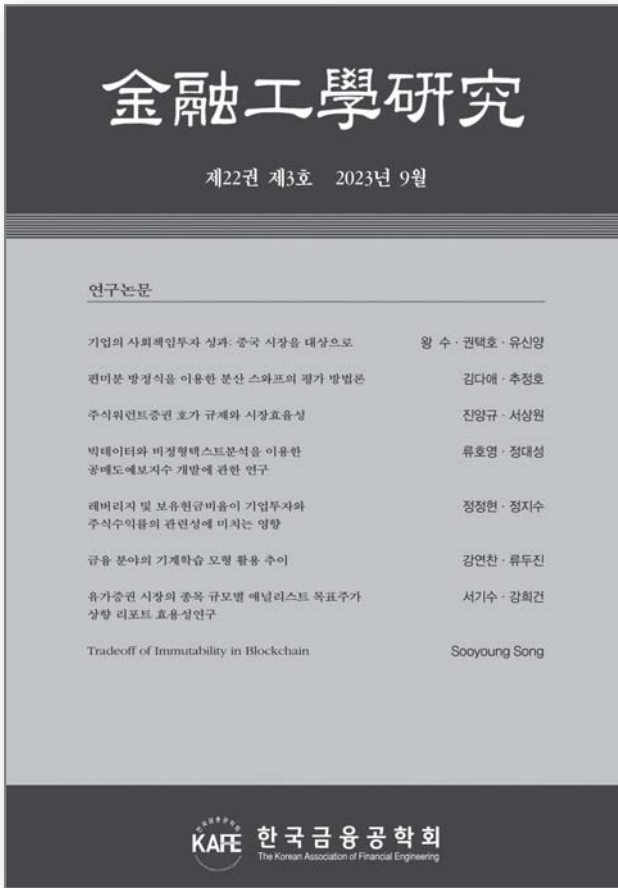 金融工學研究
제22권 제3호 2023년 9월
연구논문
기업의 사회책임투자 성과: 중국 시장을 대상으로 왕 수 · 권택호 · 유신양
편미분 방정식을 이용한 분산 스와프의 평가 방법론 김다애 · 추정호
주식워런트증권 호가 규제와 시장효율성 진양규 · 서상원
빅데이터와 비정형텍스트분석을 이용한 류호영 · 정대성
공매도예보지수 개발에 관한 연구
레버리지 및 보유현금비율이 기업투자와 정정현 · 정지수
주식수익률의 관련성에 미치는 영향
금융 분야의 기계학습 모형 활용 추이 강연찬 · 류두진
유가증권 시장의 종목 규모별 애널리스트 목표주가 서기수 · 강희건
상향 리포트 효용성연구
Tradeoff of Immutability in Blockchain Sooyoung Song
한국금융공학회
KAFE 한국금융공학회
The Korean Association of Financial Engineering